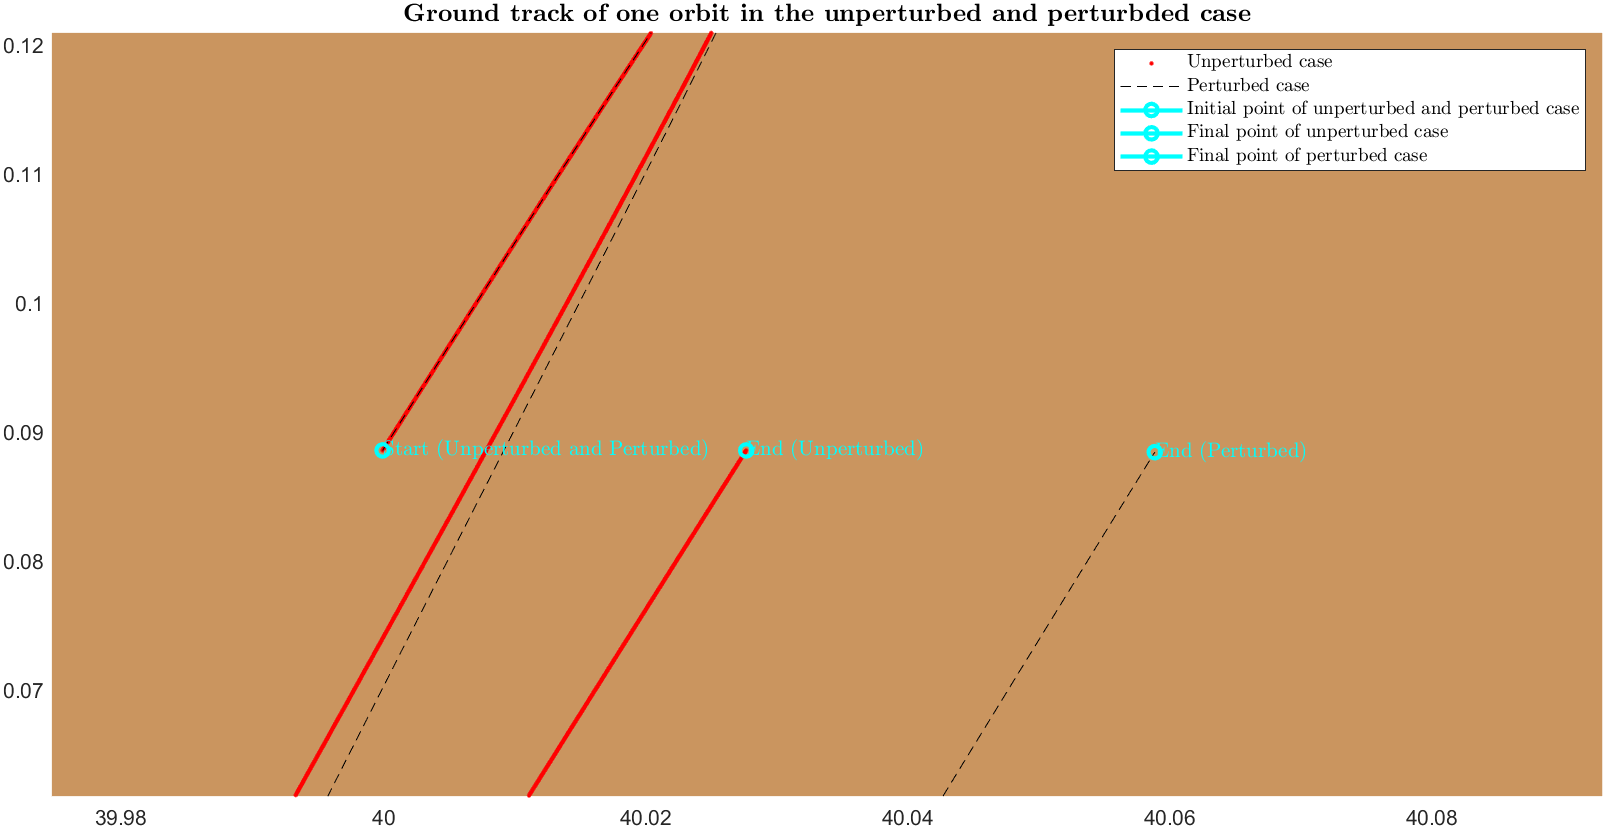 Ground track of one orbit in the unperturbed and perturbded case
0.12
0.11
0.1
0.09
0.08
0.07
Unperturbed case
Perturbed case
Initial point of unperturbed and perturbed case
Final point of unperturbed case
Final point of perturbed case
Start (Unperturbed and Perturbed)
End (Unperturbed)
End (Perturbed)
39.98
40
40.02
40.04
40.06
40.08